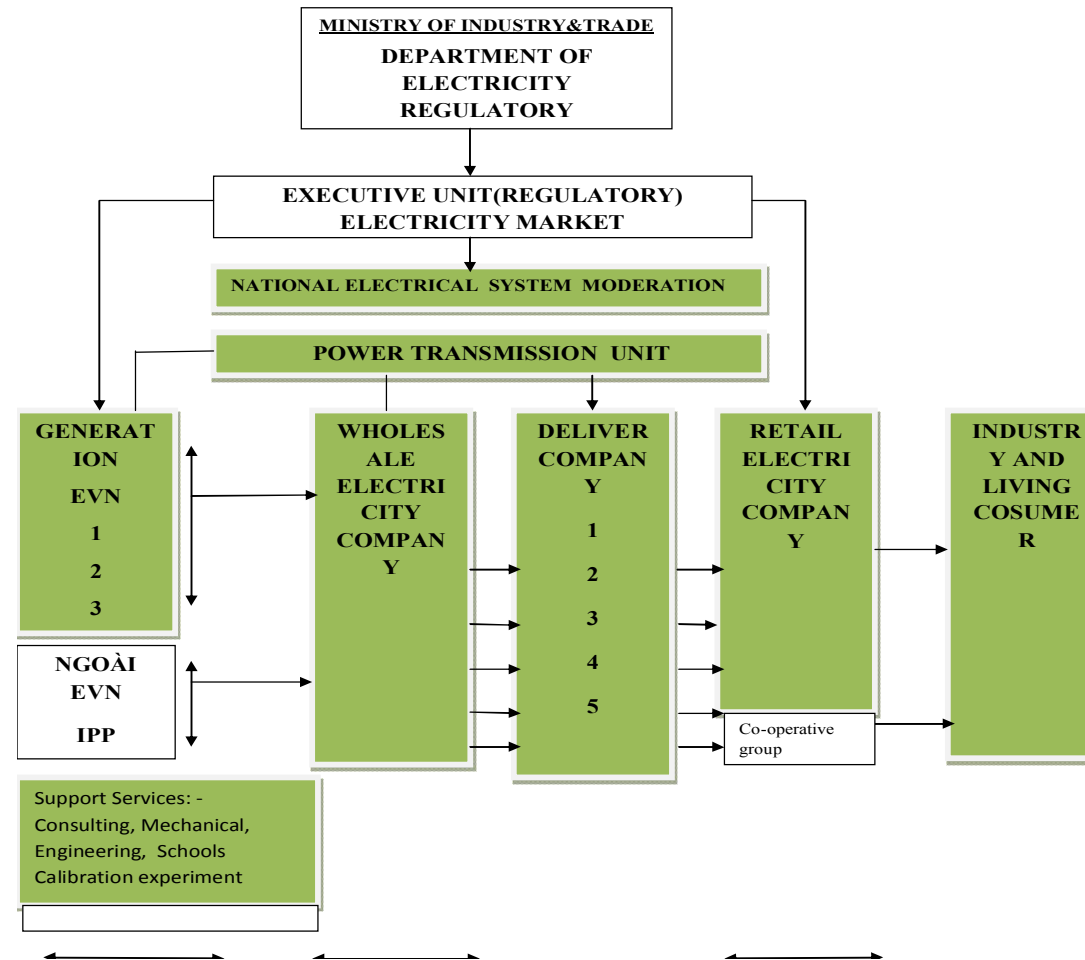 MINISTRY OF INDUSTRY&TRADE
DEPARTMENT OF
ELECTRICITY
REGULATORY
EXECUTIVE UNIT(REGULATORY)
ELECTRICITY MARKET
NATIONAL ELECTRICAL SYSTEM MODERATION
POWER TRANSMISSION UNIT
GENERAT
ION
EVN
1
2
3
NGOÀI
EVN
IPP
WHOLES
ALE
ELECTRI
CITY
COMPAN
Y
DELIVER
COMPAN
Y
1
2
3
4
5
RETAIL
ELECTRI
CITY
COMPAN
Y
Co-operative
group
INDUSTR
Y AND
LIVING
COSUME
R
Support Services: -
Consulting, Mechanical,
Engineering, Schools
Calibration experiment